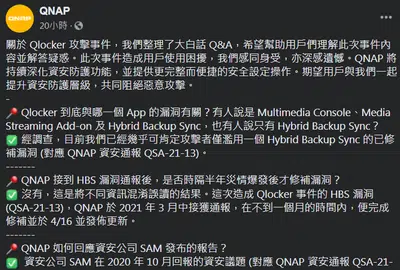 QNAP
QNAP
20小時 ·
關於 Qlocker 攻擊事件，我們整理了大白話 Q&A，希望幫助用戶們理解此次事件內
容並解答疑惑。此次事件造成用戶使用困擾，我們感同身受，亦深感遺憾。QNAP 將
持續深化資安防護功能，並提供更完善而便捷的安全設定操作。期望用戶與我們一起
提升資安防護層級，共同阻絕惡意攻擊。
-
📌 Qlocker 到底與哪一個 App 的漏洞有關？有人說是 Multimedia Console、Media
Streaming Add-on 及 Hybrid Backup Sync，也有人說只有 Hybrid Backup Sync？
✅ 經調查，目前我們已經幾乎可肯定攻擊者僅濫用一個 Hybrid Backup Sync 的已修
補漏洞 (對應 QNAP 資安通報 QSA-21-13)。
-------
📌 QNAP 接到 HBS 漏洞通報後，是否時隔半年災情爆發後才修補漏洞？
✅ 沒有，這是將不同資訊混淆誤讀的結果。這次造成 Qlocker 事件的 HBS 漏洞
(QSA-21-13)，QNAP 於 2021 年 3 月中接獲通報，在不到一個月的時間內，便完成
修補並於 4/16 並發佈更新。
-------
📌 QNAP 如何回應資安公司 SAM 發布的報告？
✅ 資安公司 SAM 在 2020 年 10 月回報的資安議題 (對應 QNAP 資安通報 QSA-21-